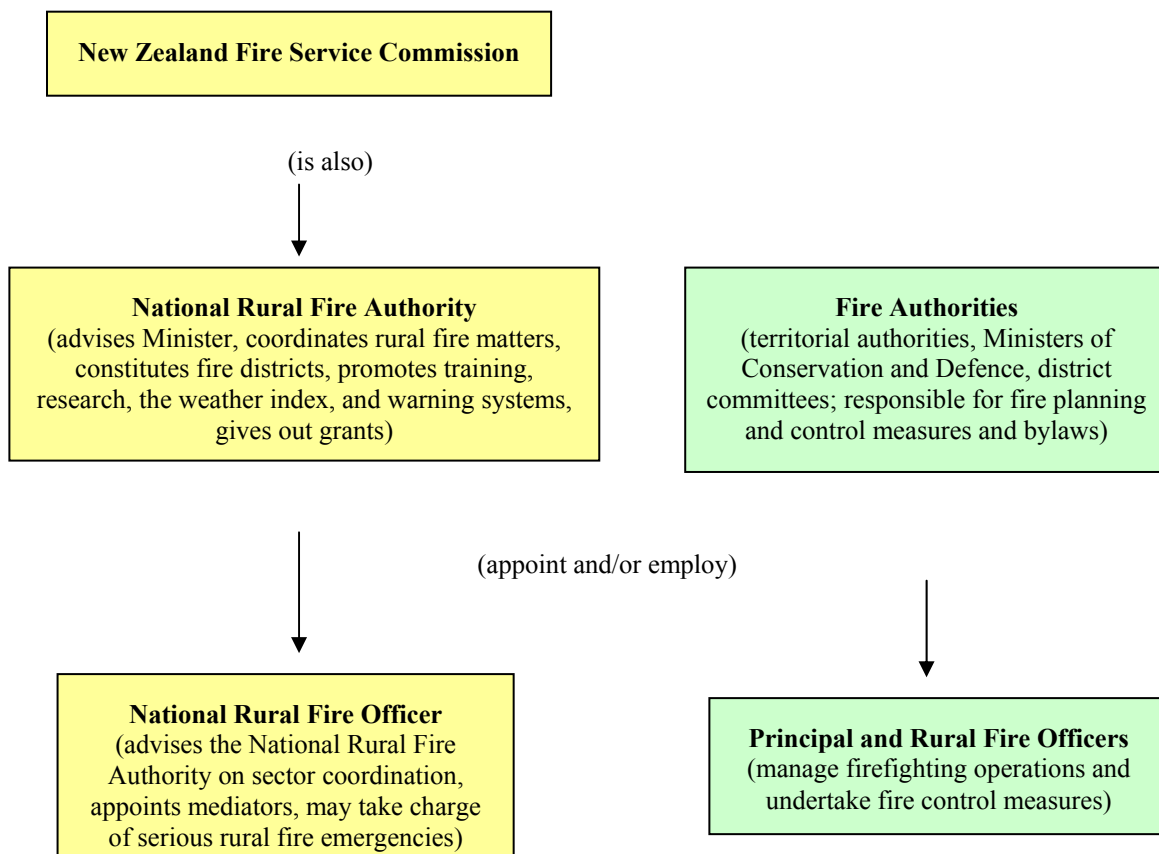 New Zealand Fire Service Commission
(is also)
National Rural Fire Authority
(advises Minister, coordinates rural fire matters,
constitutes fire districts, promotes training,
research, the weather index, and warning systems,
gives out grants)
Fire Authorities
(territorial authorities, Ministers of
Conservation and Defence, district
committees; responsible for fire planning
and control measures and bylaws)
(appoint and/or employ)
National Rural Fire Officer
(advises the National Rural Fire
Authority on sector coordination,
appoints mediators, may take charge
of serious rural fire emergencies)
Principal and Rural Fire Officers
(manage firefighting operations and
undertake fire control measures)